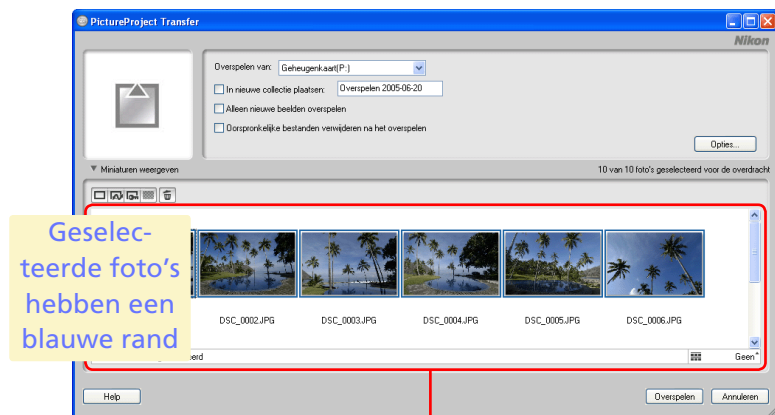 PictureProject Transfer
Nikon
Overspelen van: Geheugenkaart(P:)
In nieuwe collectie plaatsen: Overspelen 2005-06-20
Alleen nieuwe beelden overspelen
Oorspronkelijke bestanden verwijderen na het overspelen
Opties...
Miniaturen weergeven 10 van 10 foto's geselecteerd voor de overdracht
Geselec-
teerde foto's
hebben een
blauwe rand
DSC_0002.JPG DSC_0003.JPG DSC_0004.JPG DSC_0005.JPG DSC_0006.JPG
Geen
Help Overspelen Annuleren